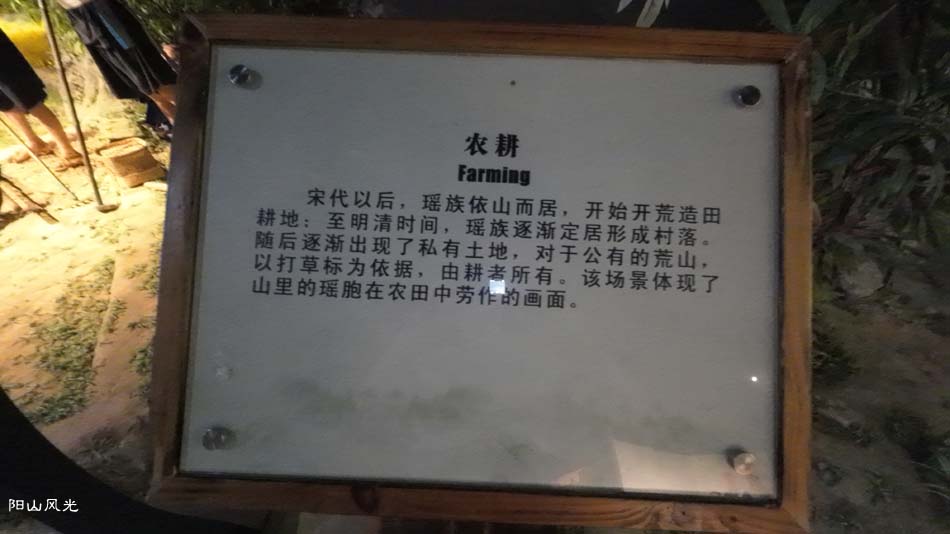 农耕
Farming
宋代以后，瑶族依山而居，开始开荒造田
耕地；至明清时间，瑶族逐渐定居形成村落。
随后逐渐出现了私有土地，对于公有的荒山，
以打草标为依据，由耕者所有。该场景体现了
山里的瑶胞在农田中劳作的画面。
阳山风光